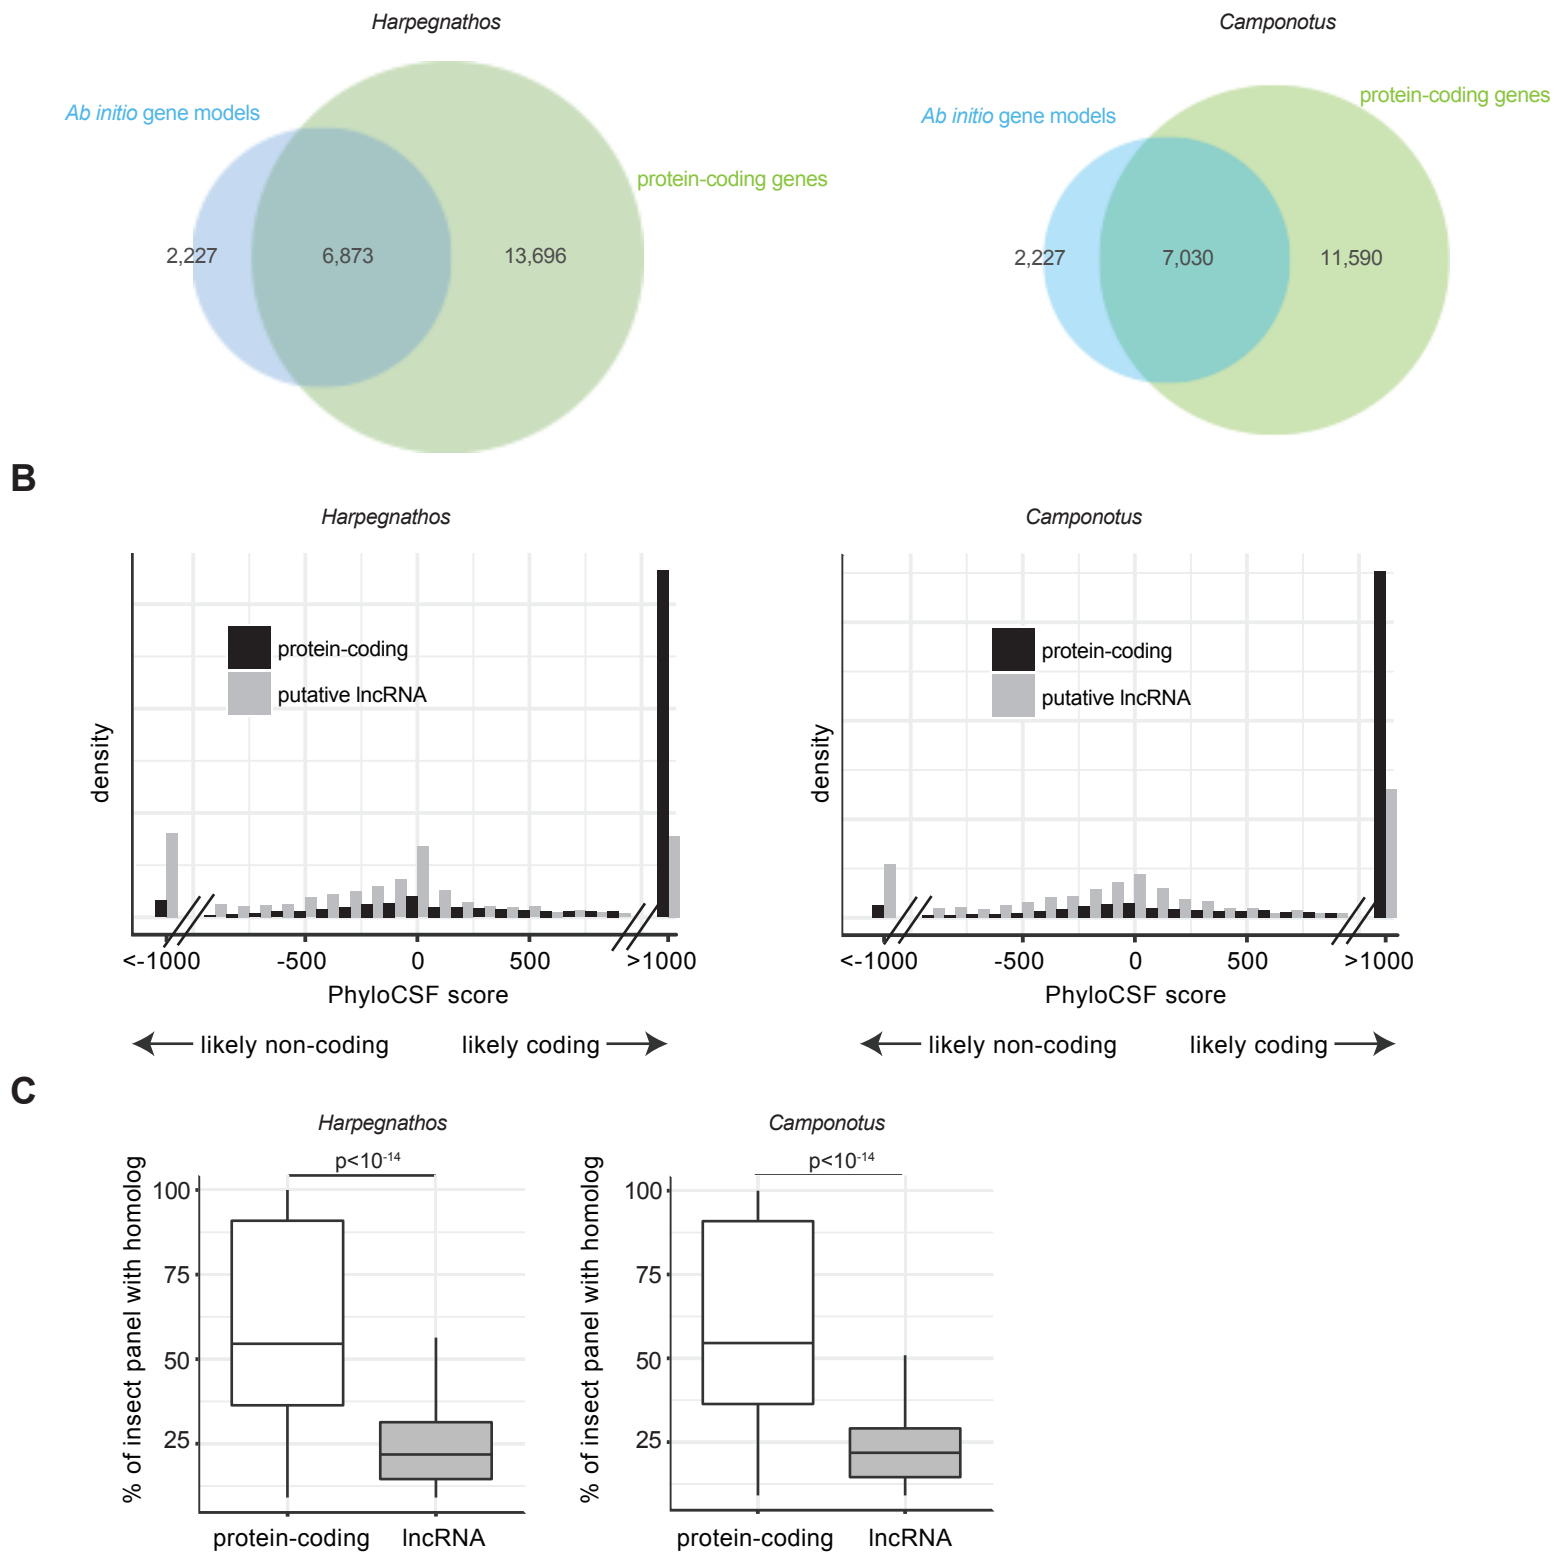 Harpegnathos
Camponotus
Ab initio gene models
protein-coding genes
2,227
6,873
13,696
Ab initio gene models
protein-coding genes
2,227
7,030
11,590
B
Harpegnathos
density
protein-coding
putative lncRNA
<-1000
-500
0
500
>1000
PhyloCSF score
likely non-coding
likely coding
Camponotus
density
protein-coding
putative lncRNA
<-1000
-500
0
500
>1000
PhyloCSF score
likely non-coding
likely coding
C
Harpegnathos
p<10⁻¹⁴
% of insect panel with homolog
100
75
50
25
protein-coding
lncRNA
Camponotus
p<10⁻¹⁴
% of insect panel with homolog
100
75
50
25
protein-coding
lncRNA